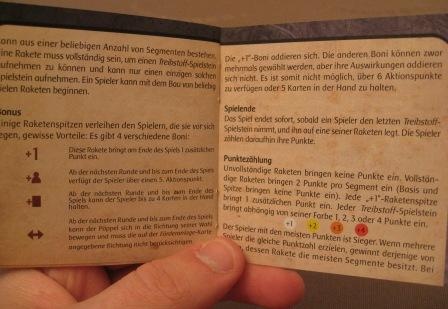 ann aus einer beliebigen Anzahl von Segmenten bestehen,
ine Rakete muss vollständig sein, um einen Treibstoff-Spielstein
ufnehmen zu können und kann nur einen einzigen solchen
pielstein aufnehmen. Ein Spieler kann mit dem Bau von beliebig
ielen Raketen beginnen.
onus
inige Raketenspitzen verleihen den Spielern, die sie vor sich
egen, gewisse Vorteile: Es gibt 4 verschiedene Boni:
+1 Diese Rakete bringt am Ende des Spiels 1 zusätzlichen
Punkt ein.
+ Ab der nächsten Runde und bis zum Ende des Spiels
verfügt der Spieler über einen 5. Aktionspunkt.
+ Ab der nächsten Runde und bis zum Ende des
Spiels kann der Spieler bis zu 4 Karten in der Hand
halten.
Ab der nächsten Runde und bis zum Ende des Spiels
kann der Spieler Pöppel sich in die Richtung seiner Wahl
bewegen und muss die auf der Förderanlage-Karte
angegebene Richtung nicht berücksichtigen.
Die „+1"-Boni addieren sich. Die anderen Boni können zwar
mehrmals gewählt werden, aber ihre Auswirkungen addieren
sich nicht. Es ist somit nicht möglich, über 6 Aktionspunkte
zu verfügen oder 5 Karten in der Hand zu halten.
Spielende
Das Spiel endet sofort, sobald ein Spieler den letzten Treibstoff-
Spielstein nimmt, und ihn auf eine seiner Raketen legt. Die Spieler
zählen daraufhin ihre Punkte.
Punktezählung
Unvollständige Raketen bringen keine Punkte ein. Vollstän-
dige Raketen bringen 2 Punkte pro Segment ein (Basis und
Spitze bringen keine Punkte ein). Jede „+1"-Raketenspitze
bringt 1 zusätzlichen Punkt ein. Jeder Treibstoff-Spielstein
bringt abhängig von seiner Farbe 1, 2, 3 oder 4 Punkte ein.
+1 +2 +3 +4
Der Spieler mit den meisten Punkten ist Sieger. Wenn mehrere
Spieler die gleiche Punktzahl erzielen, gewinnt derjenige von
dessen Rakete die meisten Segmente besitzt. Bei